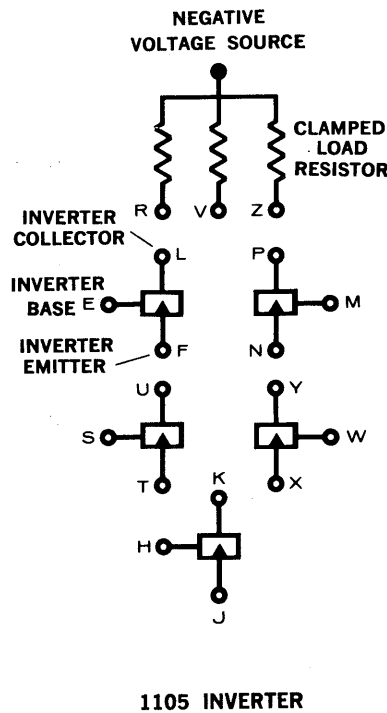 NEGATIVE
VOLTAGE SOURCE
CLAMPED
LOAD
RESISTOR
R V Z
INVERTER
COLLECTOR
L P
INVERTER
BASE E M
INVERTER
EMITTER
F N
U Y
S W
T X
K
H
J
1105 INVERTER